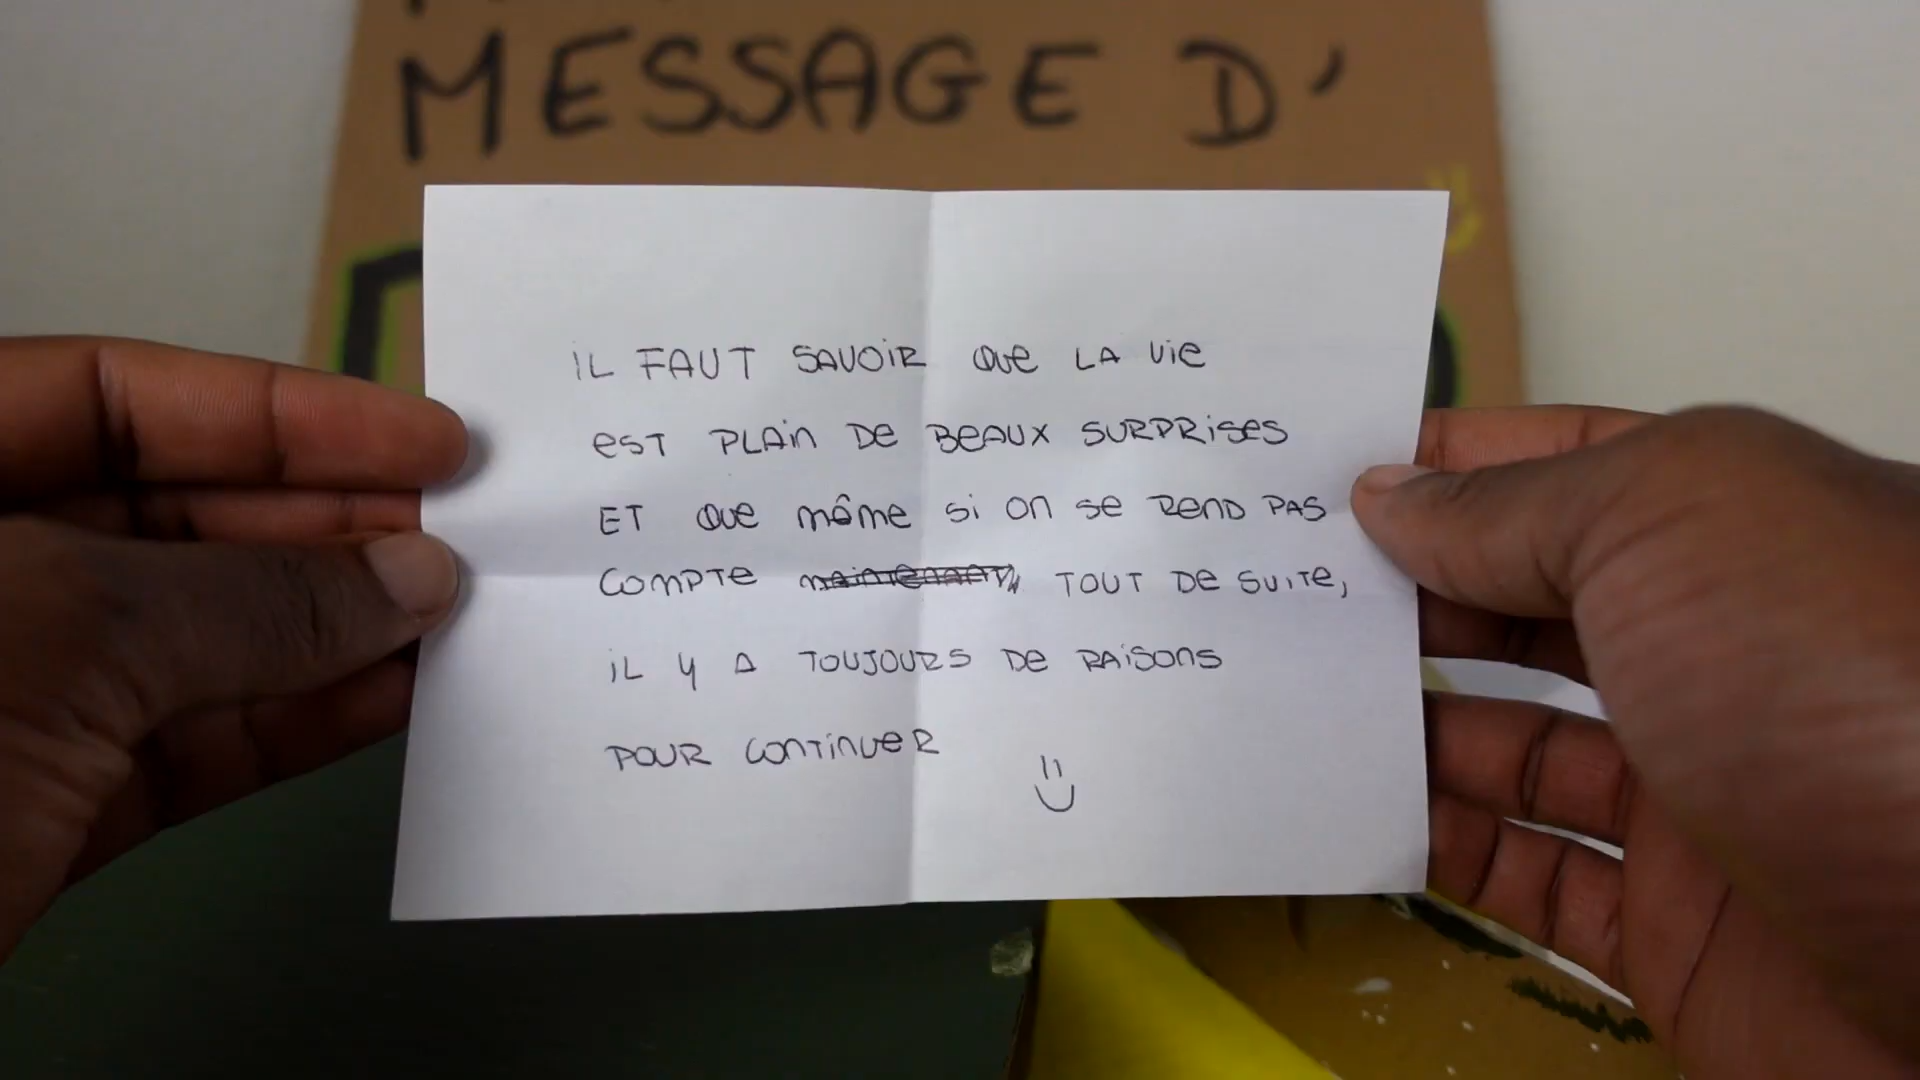 MESSAGE D'
iL FAUT SAVOiR QUe LA Vie
eST PLAin De BEAUX SURPRiSeS
ET QUe même si on se REnD PAS
COMPTe maintenant TOUT De SUiTe,
iL Y A TOUJOURS De RAiSOnS
POUR COnTinUeR